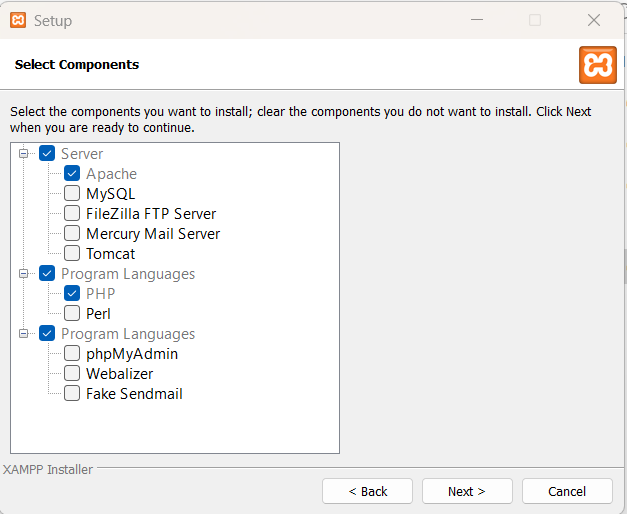 Setup
Select Components
Select the components you want to install; clear the components you do not want to install. Click Next
when you are ready to continue.
Server
Apache
MySQL
FileZilla FTP Server
Mercury Mail Server
Tomcat
Program Languages
PHP
Perl
Program Languages
phpMyAdmin
Webalizer
Fake Sendmail
XAMPP Installer
< Back
Next >
Cancel